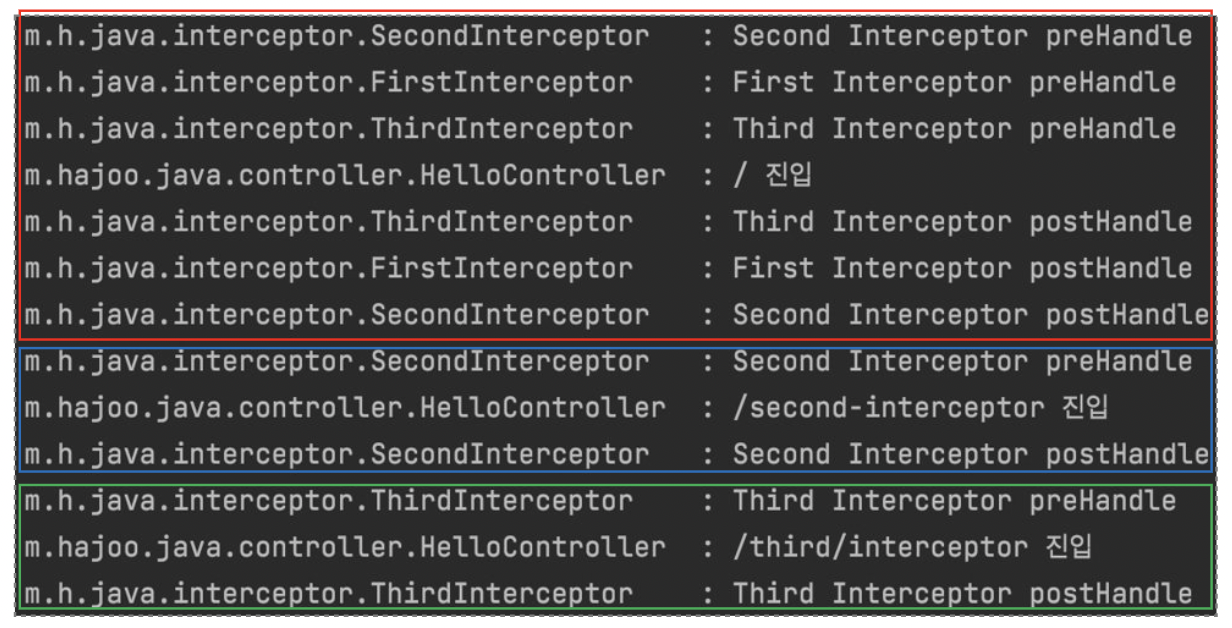 m.h.java.interceptor.SecondInterceptor : Second Interceptor preHandle
m.h.java.interceptor.FirstInterceptor : First Interceptor preHandle
m.h.java.interceptor.ThirdInterceptor : Third Interceptor preHandle
m.hajoo.java.controller.HelloController : / 진입
m.h.java.interceptor.ThirdInterceptor : Third Interceptor postHandle
m.h.java.interceptor.FirstInterceptor : First Interceptor postHandle
m.h.java.interceptor.SecondInterceptor : Second Interceptor postHandle
m.h.java.interceptor.SecondInterceptor : Second Interceptor preHandle
m.hajoo.java.controller.HelloController : /second-interceptor 진입
m.h.java.interceptor.SecondInterceptor : Second Interceptor postHandle
m.h.java.interceptor.ThirdInterceptor : Third Interceptor preHandle
m.hajoo.java.controller.HelloController : /third/interceptor 진입
m.h.java.interceptor.ThirdInterceptor : Third Interceptor postHandle